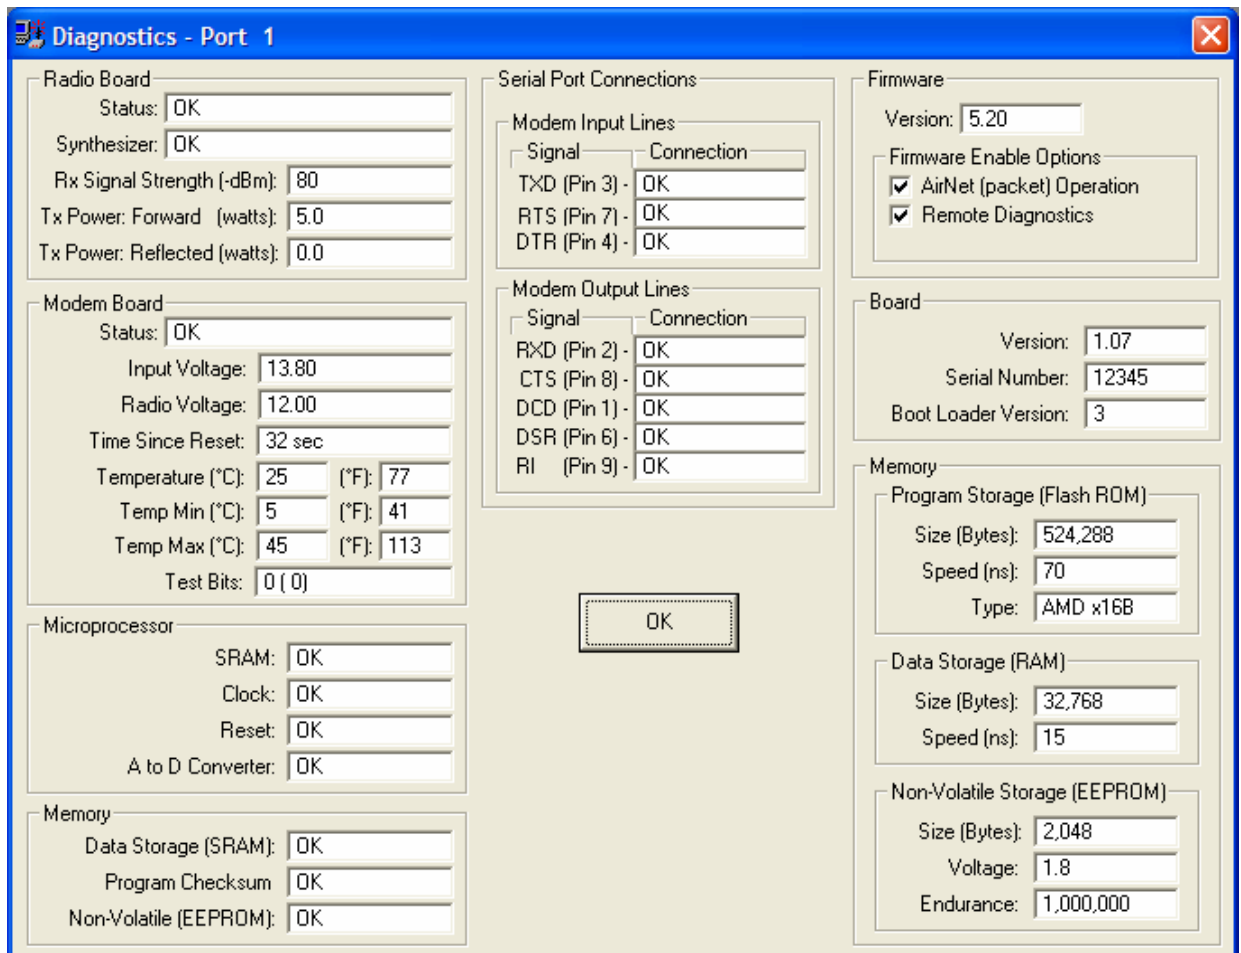 Diagnostics - Port 1
Radio Board
Status: OK
Synthesizer: OK
Rx Signal Strength (-dBm): 80
Tx Power: Forward (watts): 5.0
Tx Power: Reflected (watts): 0.0
Modem Board
Status: OK
Input Voltage: 13.80
Radio Voltage: 12.00
Time Since Reset: 32 sec
Temperature (°C): 25 (°F): 77
Temp Min (°C): 5 (°F): 41
Temp Max (°C): 45 (°F): 113
Test Bits: 0 ( 0)
Microprocessor
SRAM: OK
Clock: OK
Reset: OK
A to D Converter: OK
Memory
Data Storage (SRAM): OK
Program Checksum OK
Non-Volatile (EEPROM): OK
Serial Port Connections
Modem Input Lines
Signal Connection
TXD (Pin 3) - OK
RTS (Pin 7) - OK
DTR (Pin 4) - OK
Modem Output Lines
Signal Connection
RXD (Pin 2) - OK
CTS (Pin 8) - OK
DCD (Pin 1) - OK
DSR (Pin 6) - OK
RI (Pin 9) - OK
OK
Firmware
Version: 5.20
Firmware Enable Options
AirNet (packet) Operation
Remote Diagnostics
Board
Version: 1.07
Serial Number: 12345
Boot Loader Version: 3
Memory
Program Storage (Flash ROM)
Size (Bytes): 524,288
Speed (ns): 70
Type: AMD x16B
Data Storage (RAM)
Size (Bytes): 32,768
Speed (ns): 15
Non-Volatile Storage (EEPROM)
Size (Bytes): 2,048
Voltage: 1.8
Endurance: 1,000,000